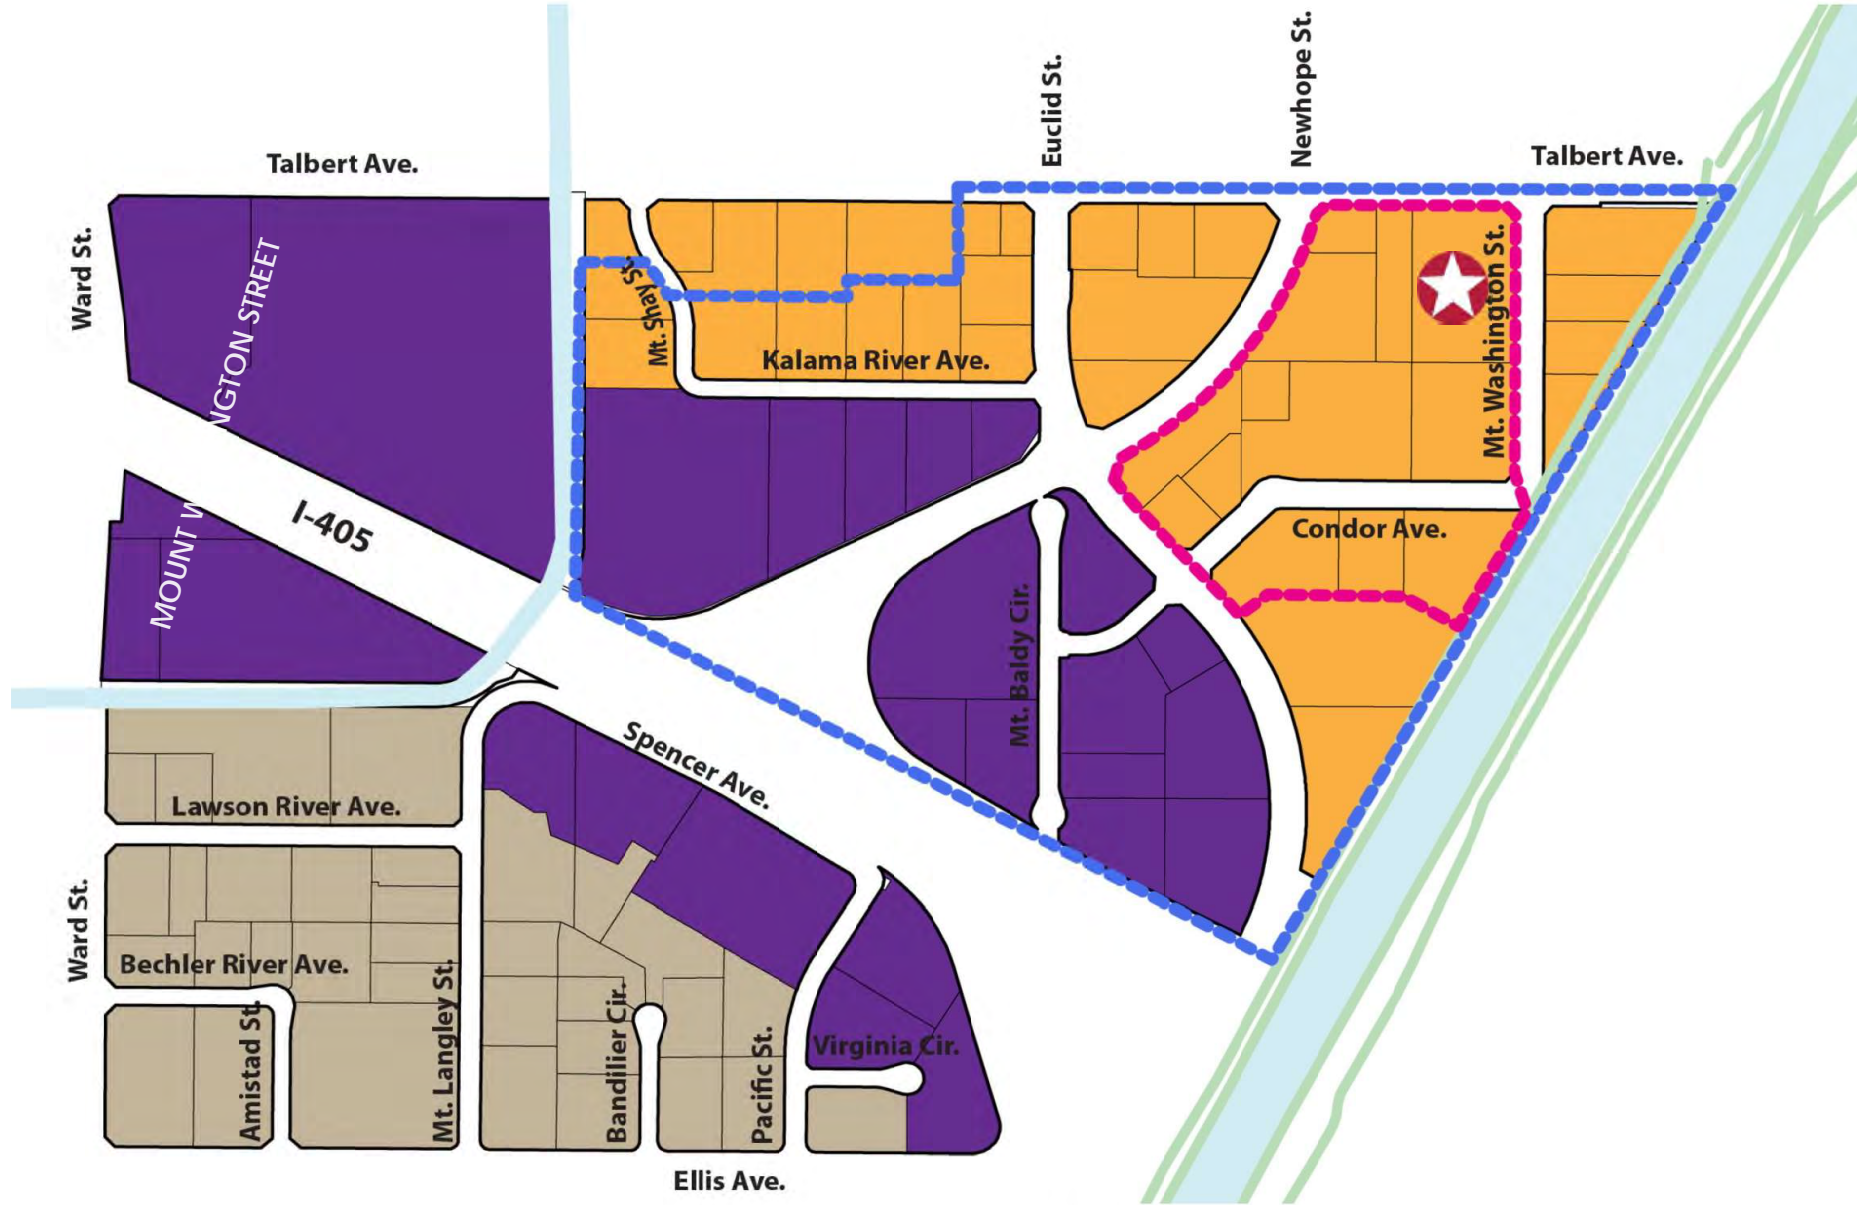 Newhope St.
Euclid St.
Talbert Ave.
Talbert Ave.
Ward St.
MOUNT W NGTON STREET
Mt. Shay St.
Mt. Washington St.
Kalama River Ave.
I-405
Condor Ave.
Mt. Baldy Cir.
Spencer Ave.
Lawson River Ave.
Ward St.
Bechler River Ave.
Amistad St.
Mt. Langley St.
Bandilier Cir.
Pacific St.
Virginia Cir.
Ellis Ave.